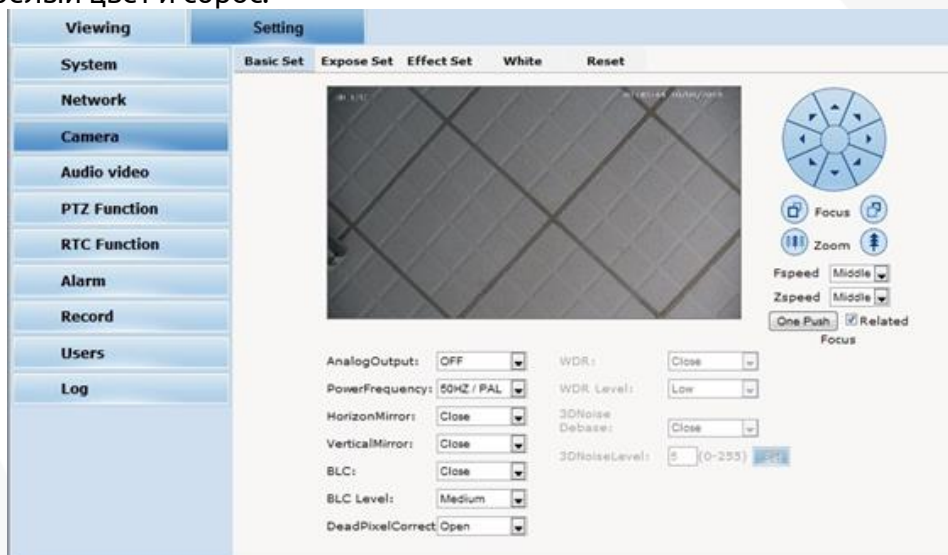 белый цвет и сброс.
Viewing Setting
System
Network
Camera
Audio video
PTZ Function
RTC Function
Alarm
Record
Users
Log
Basic Set Expose Set Effect Set White Reset
Focus
Zoom
Fspeed Middle
Zspeed Middle
One Push Related
Focus
AnalogOutput: OFF
PowerFrequency: 50HZ / PAL
HorizonMirror: Close
VerticalMirror: Close
BLC: Close
BLC Level: Medium
DeadPixelCorrect Open
WDR: Close
WDR Level: Low
3DNoise
Debase: Close
3DNoiseLevel: 5 (0-255)